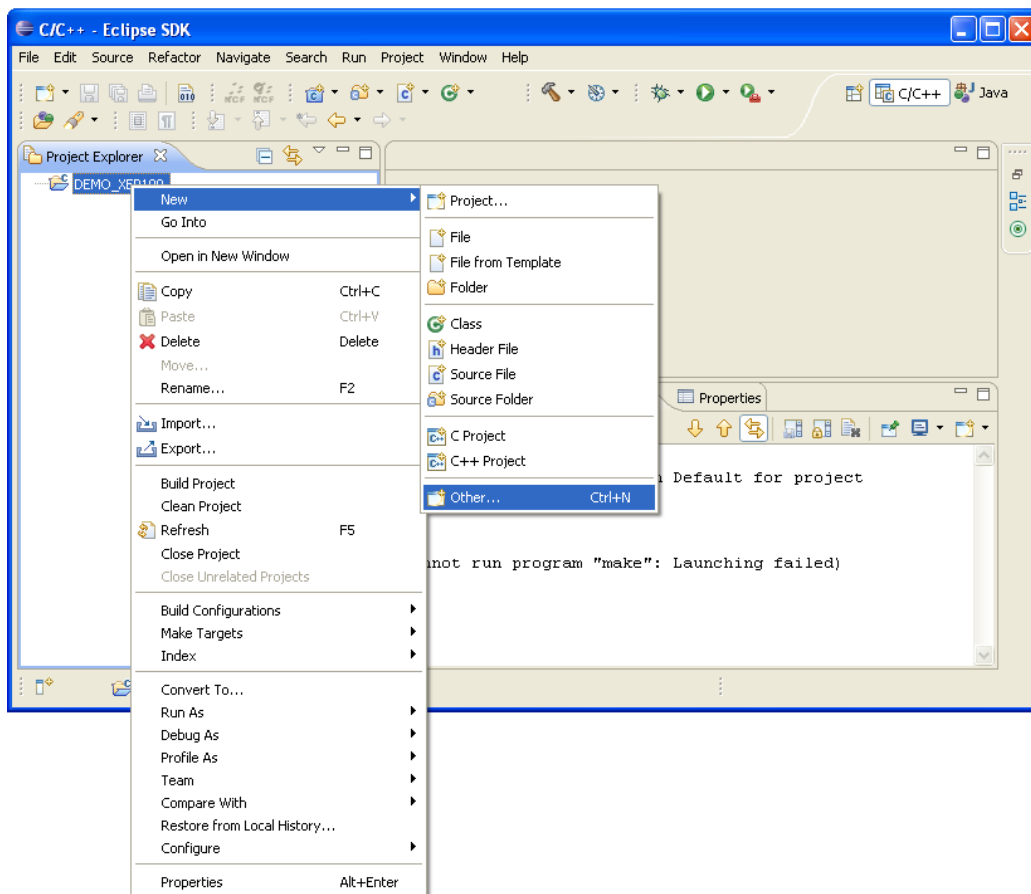 C/C++ - Eclipse SDK
File Edit Source Refactor Navigate Search Run Project Window Help
C/C++ Java
Project Explorer
New
Go Into
Open in New Window
Copy Ctrl+C
Paste Ctrl+V
Delete Delete
Move...
Rename... F2
Import...
Export...
Build Project
Clean Project
Refresh F5
Close Project
Close Unrelated Projects
Build Configurations
Make Targets
Index
Convert To...
Run As
Debug As
Profile As
Team
Compare With
Restore from Local History...
Configure
Properties Alt+Enter
Project...
File
File from Template
Folder
Class
Header File
Source File
Source Folder
C Project
C++ Project
Other... Ctrl+N
Properties
Default for project
run program "make": Launching failed)